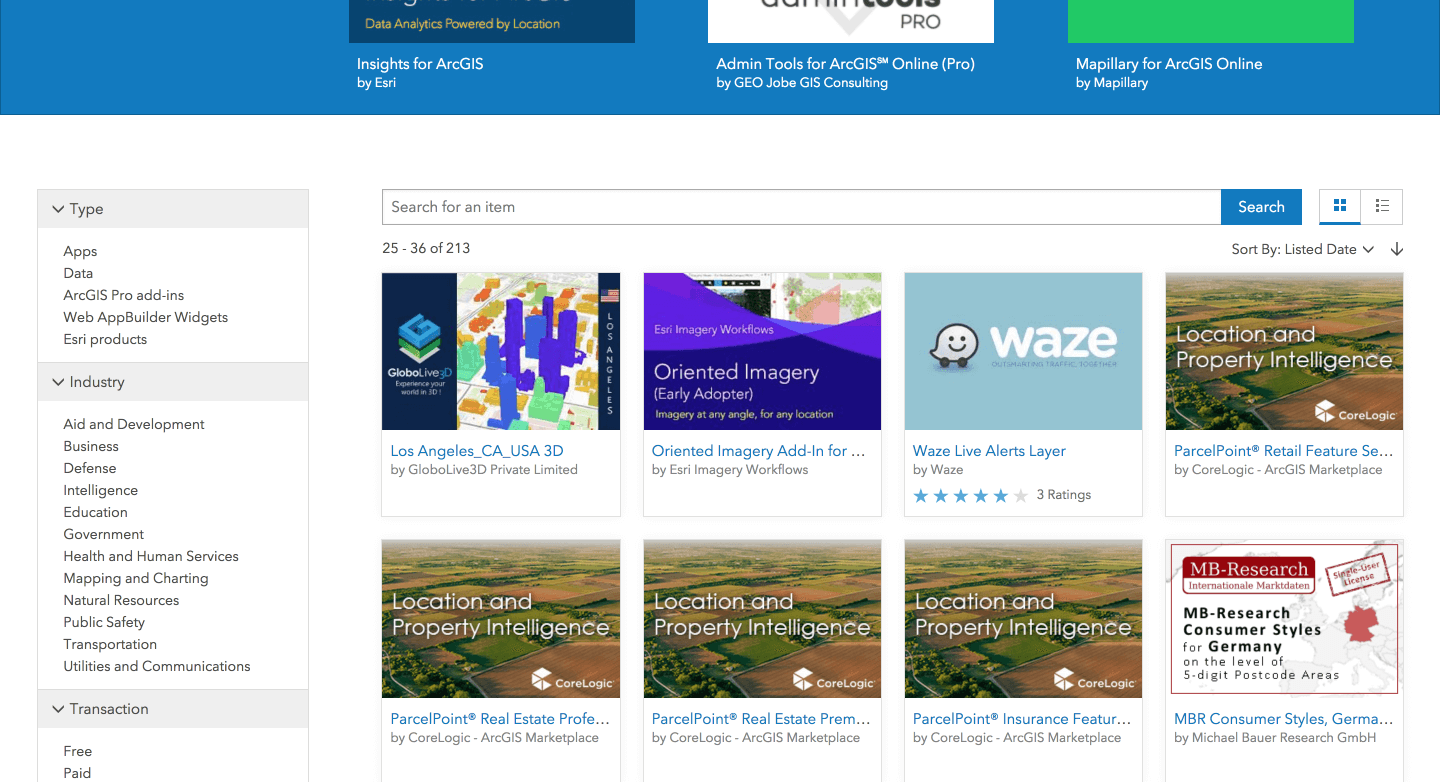 Insights for ArcGIS
Data Analytics Powered by Location
admintools
PRO
Insights for ArcGIS
by Esri
Admin Tools for ArcGIS℠ Online (Pro)
by GEO Jobe GIS Consulting
Mapillary for ArcGIS Online
by Mapillary
Type
Apps
Data
ArcGIS Pro add-ins
Web AppBuilder Widgets
Esri products
Industry
Aid and Development
Business
Defense
Intelligence
Education
Government
Health and Human Services
Mapping and Charting
Natural Resources
Public Safety
Transportation
Utilities and Communications
Transaction
Free
Paid
Search for an item
Search
25 - 36 of 213
Sort By: Listed Date
GloboLive3D
Experience your
world in 3D !
LOS ANGELES
Los Angeles_CA_USA 3D
by GloboLive3D Private Limited
Esri Imagery Workflows
Oriented Imagery
(Early Adopter)
Imagery at any angle, for any location
Oriented Imagery Add-In for ...
by Esri Imagery Workflows
waze
OUTSMARTING TRAFFIC, TOGETHER
Waze Live Alerts Layer
by Waze
3 Ratings
Location and
Property Intelligence
CoreLogic
ParcelPoint® Retail Feature Se...
by CoreLogic - ArcGIS Marketplace
Location and
Property Intelligence
CoreLogic
ParcelPoint® Real Estate Profe...
by CoreLogic - ArcGIS Marketplace
Location and
Property Intelligence
CoreLogic
ParcelPoint® Real Estate Prem...
by CoreLogic - ArcGIS Marketplace
Location and
Property Intelligence
CoreLogic
ParcelPoint® Insurance Featur...
by CoreLogic - ArcGIS Marketplace
MB-Research
Internationale Marktdaten
Single-User
License
MB-Research
Consumer Styles
for Germany
on the level of
5-digit Postcode Areas
MBR Consumer Styles, Germa...
by Michael Bauer Research GmbH